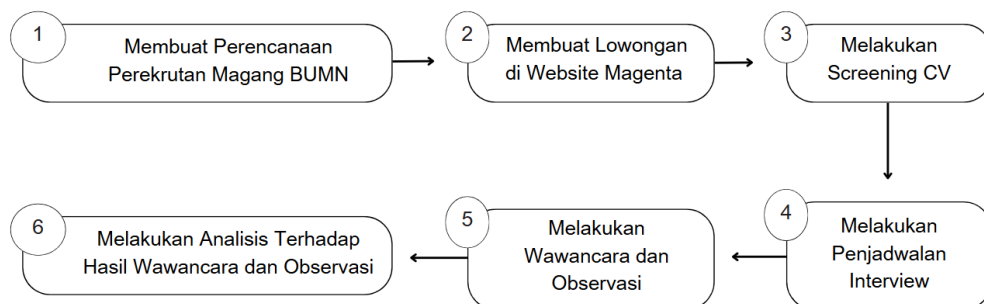 1
Membuat Perencanaan
Perekrutan Magang BUMN
2
Membuat Lowongan
di Website Magenta
3
Melakukan
Screening CV
4
Melakukan
Penjadwalan
Interview
5
Melakukan
Wawancara dan
Observasi
6
Melakukan Analisis Terhadap
Hasil Wawancara dan Observasi